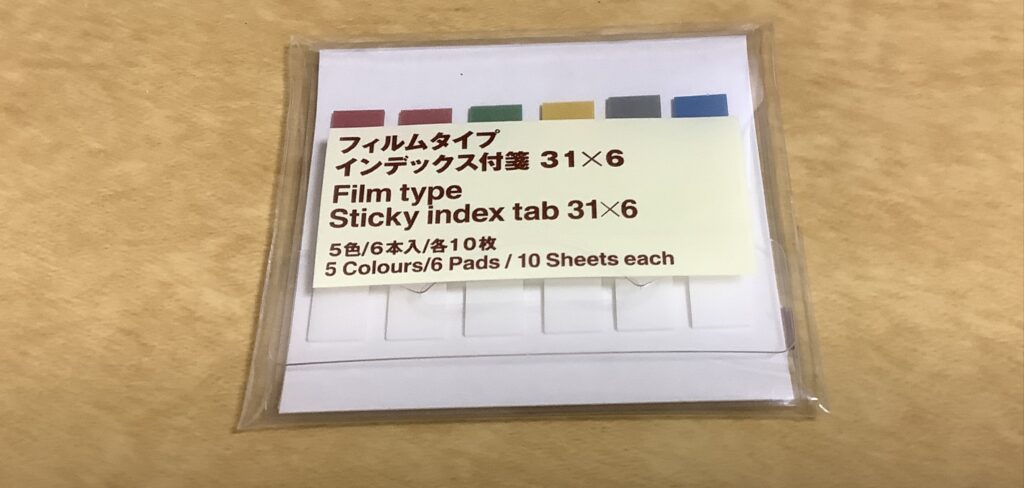 フィルムタイプ
インデックス付箋 31×6
Film type
Sticky index tab 31×6
5色/6本入/各10枚
5 Colours/6 Pads / 10 Sheets each